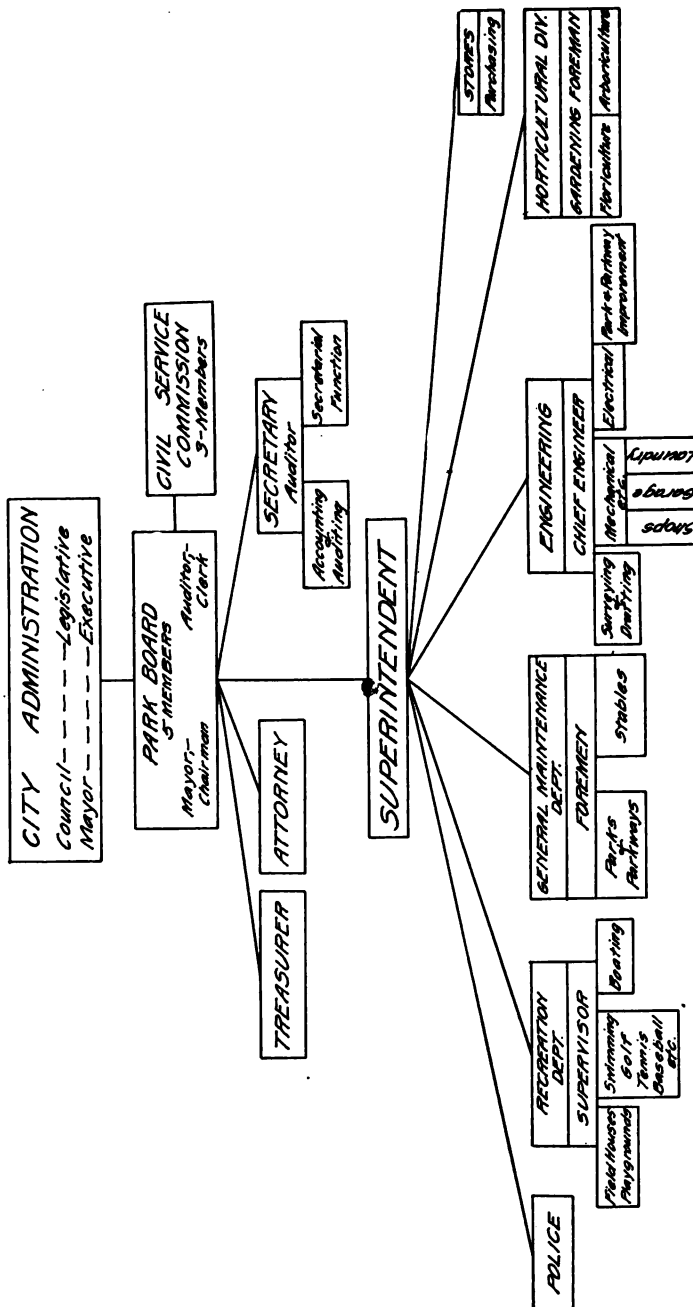 CITY ADMINISTRATION
Council-----Legislative
Mayor-----Executive
PARK BOARD
5 MEMBERS
Mayor,-
Chairman
Auditor,-
Clerk
CIVIL SERVICE
COMMISSION
3-Members
TREASURER
ATTORNEY
SECRETARY
Auditor
Accounting
&
Auditing
Secretarial
Function
SUPERINTENDENT
POLICE
RECREATION
DEPT.
SUPERVISOR
Field Houses
Playgrounds
Swimming
Golf
Tennis
Baseball
etc.
Boating
GENERAL MAINTENANCE
DEPT.
FOREMEN
Parks
&
Parkways
Stables
ENGINEERING
CHIEF ENGINEER
Surveying
&
Drafting
Mechanical
etc.
Shops
Garage
Laundry
Electrical
Park & Parkway
Improvement
HORTICULTURAL DIV.
GARDENING FOREMAN
Floriculture
Arboriculture
STORES
Purchasing